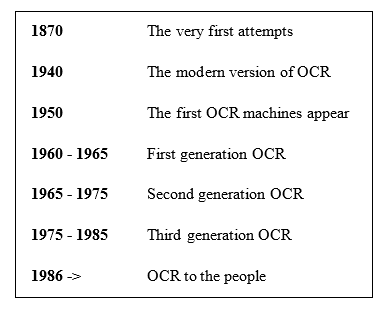 1870 The very first attempts
1940 The modern version of OCR
1950 The first OCR machines appear
1960 - 1965 First generation OCR
1965 - 1975 Second generation OCR
1975 - 1985 Third generation OCR
1986 -> OCR to the people